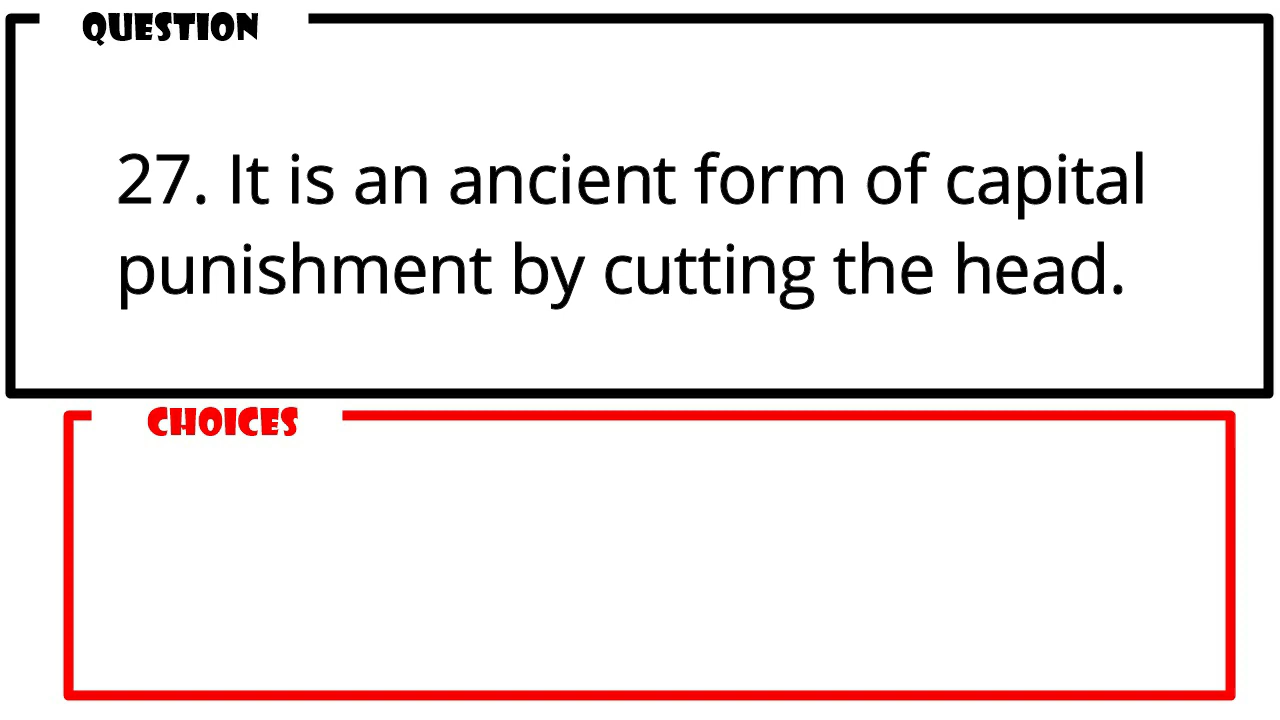 QUESTION
27. It is an ancient form of capital
punishment by cutting the head.
CHOICES